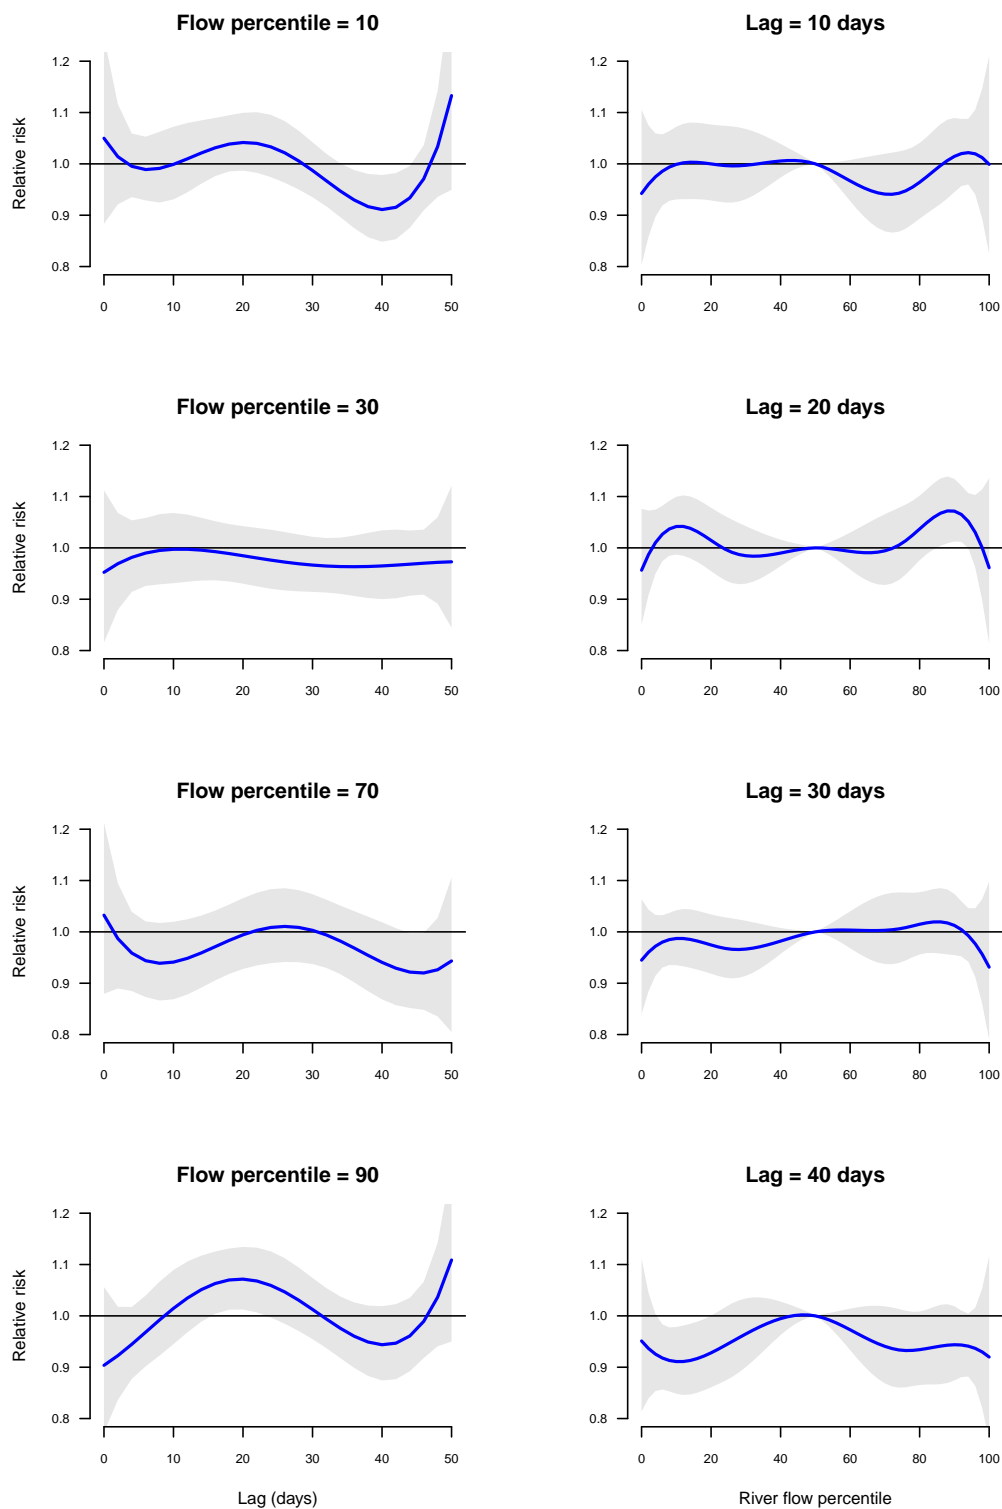 Flow percentile = 10
Relative risk
1.2
1.1
1.0
0.9
0.8
0 10 20 30 40 50
Lag = 10 days
1.2
1.1
1.0
0.9
0.8
0 20 40 60 80 100
Flow percentile = 30
Relative risk
1.2
1.1
1.0
0.9
0.8
0 10 20 30 40 50
Lag = 20 days
1.2
1.1
1.0
0.9
0.8
0 20 40 60 80 100
Flow percentile = 70
Relative risk
1.2
1.1
1.0
0.9
0.8
0 10 20 30 40 50
Lag = 30 days
1.2
1.1
1.0
0.9
0.8
0 20 40 60 80 100
Flow percentile = 90
Relative risk
1.2
1.1
1.0
0.9
0.8
0 10 20 30 40 50
Lag (days)
Lag = 40 days
1.2
1.1
1.0
0.9
0.8
0 20 40 60 80 100
River flow percentile